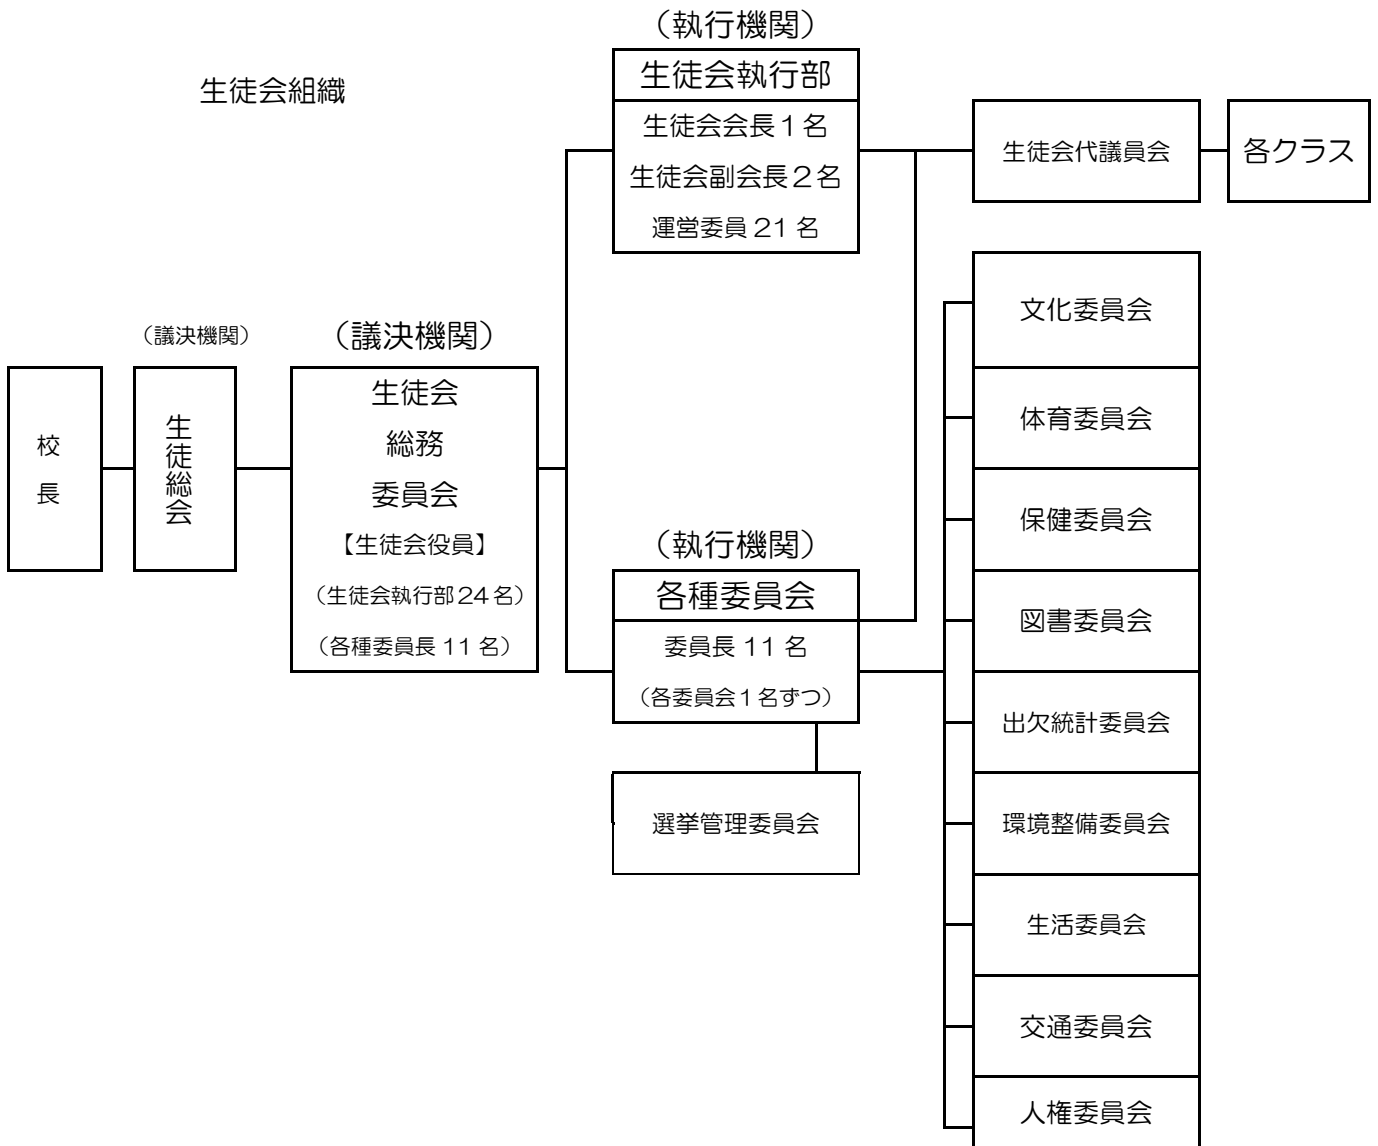 生徒会組織
（執行機関）
生徒会執行部
生徒会会長１名
生徒会副会長２名
運営委員 21 名
生徒会代議員会
各クラス
（議決機関）
（議決機関）
校長
生徒総会
生徒会
総務
委員会
【生徒会役員】
（生徒会執行部24名）
（各種委員長 11 名）
（執行機関）
各種委員会
委員長 11 名
（各委員会１名ずつ）
選挙管理委員会
文化委員会
体育委員会
保健委員会
図書委員会
出欠統計委員会
環境整備委員会
生活委員会
交通委員会
人権委員会